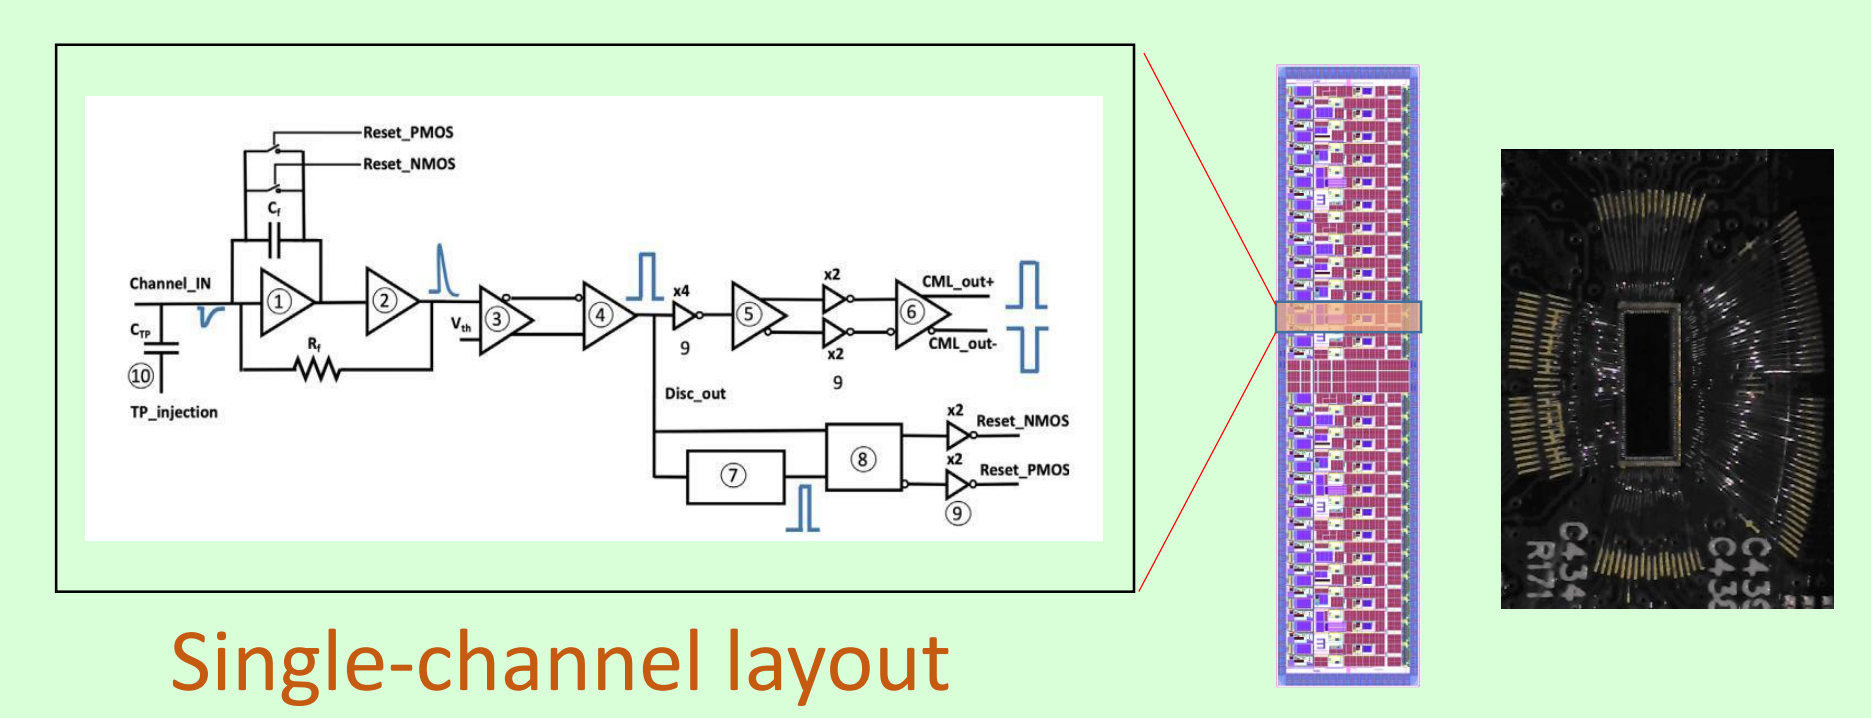 Reset_PMOS
Reset_NMOS
Cf
Channel_IN
1
2
CTP
10
TP_injection
Rf
Vth
3
4
x4
9
5
x2
x2
9
6
CML_out+
CML_out-
Disc_out
7
8
x2
Reset_NMOS
x2
Reset_PMOS
9
Single-channel layout
R171
C434